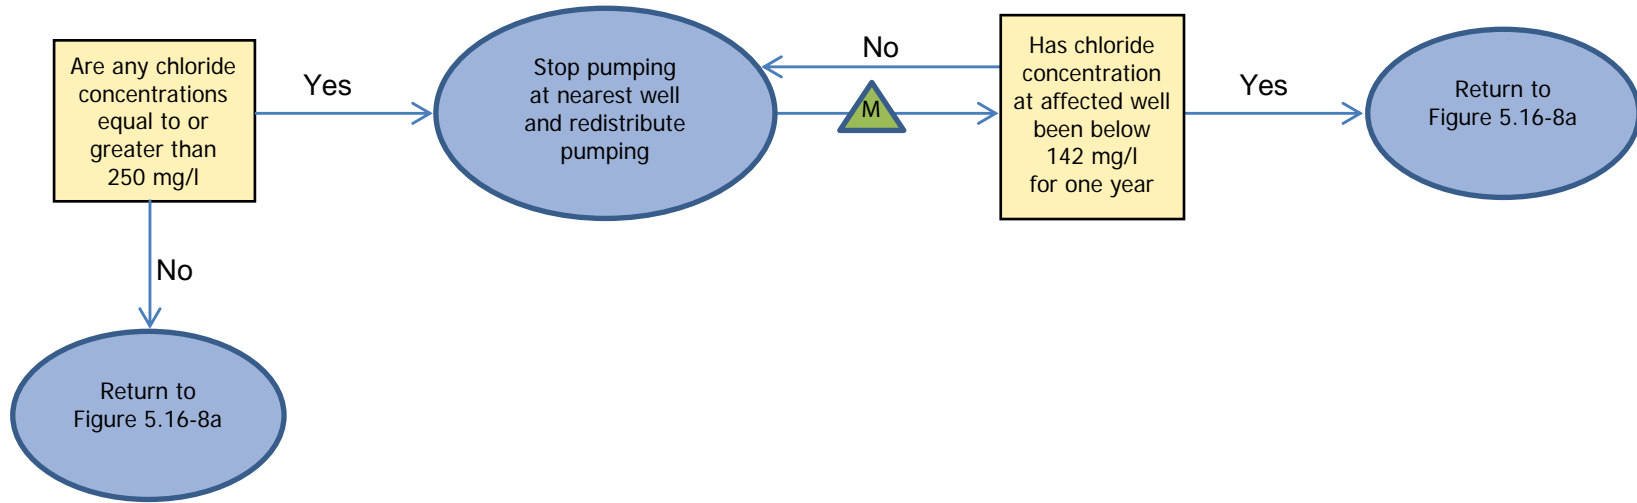 Are any chloride
concentrations
equal to or
greater than
250 mg/l
Yes
Stop pumping
at nearest well
and redistribute
pumping
No
M
Has chloride
concentration
at affected well
been below
142 mg/l
for one year
Yes
Return to
Figure 5.16-8a
No
Return to
Figure 5.16-8a